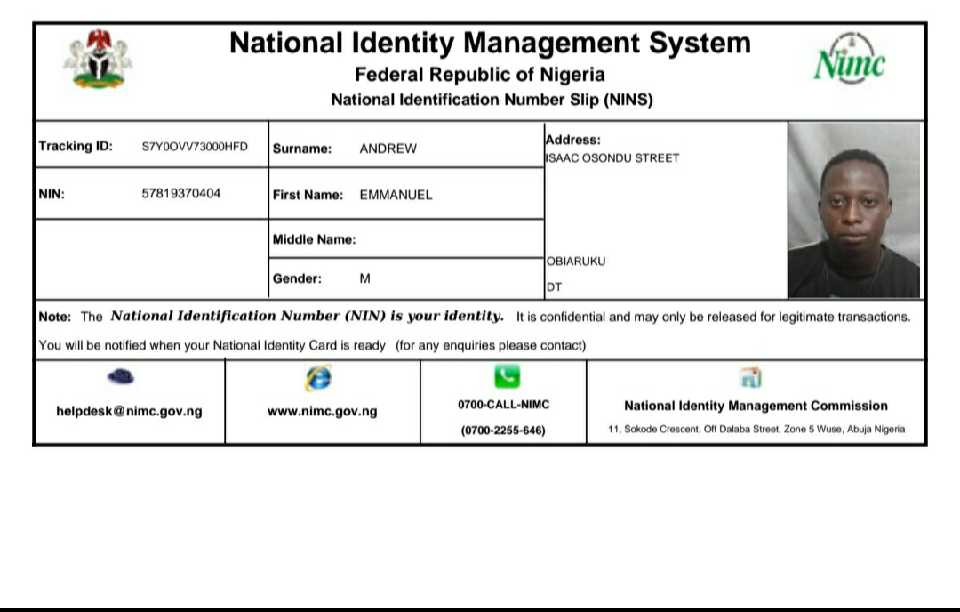 National Identity Management System
Federal Republic of Nigeria
National Identification Number Slip (NINS)
Nimc
Tracking ID: S7Y0OVV73000HFD
Surname: ANDREW
Address:
ISAAC OSONDU STREET
NIN: 57819370404
First Name: EMMANUEL
Middle Name:
OBIARUKU
Gender: M
DT
Note: The National Identification Number (NIN) is your identity. It is confidential and may only be released for legitimate transactions.
You will be notified when your National Identity Card is ready (for any enquiries please contact)
helpdesk@nimc.gov.ng
www.nimc.gov.ng
0700-CALL-NIMC
(0700-2255-646)
National Identity Management Commission
11, Sokode Crescent, Off Dalaba Street, Zone 5 Wuse, Abuja Nigeria